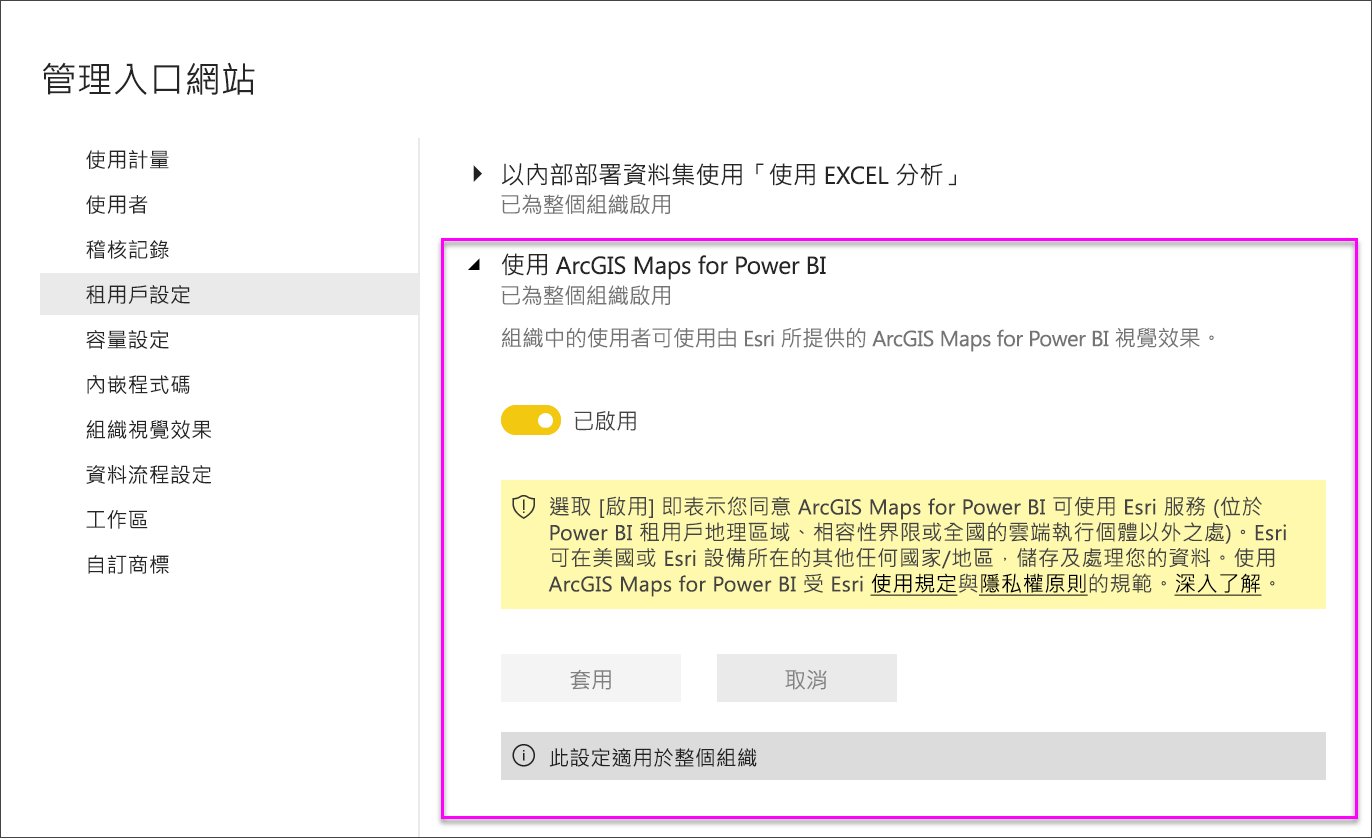 管理入口網站
使用計量
使用者
稽核記錄
租用戶設定
容量設定
內嵌程式碼
組織視覺效果
資料流程設定
工作區
自訂商標
以內部部署資料集使用「使用 EXCEL 分析」
已為整個組織啟用
使用 ArcGIS Maps for Power BI
已為整個組織啟用
組織中的使用者可使用由 Esri 所提供的 ArcGIS Maps for Power BI 視覺效果。
已啟用
選取 [啟用] 即表示您同意 ArcGIS Maps for Power BI 可使用 Esri 服務 (位於
Power BI 租用戶地理區域、相容性界限或全國的雲端執行個體以外之處)。Esri
可在美國或 Esri 設備所在的其他任何國家/地區，儲存及處理您的資料。使用
ArcGIS Maps for Power BI 受 Esri 使用規定與隱私權原則的規範。深入了解。
套用
取消
此設定適用於整個組織